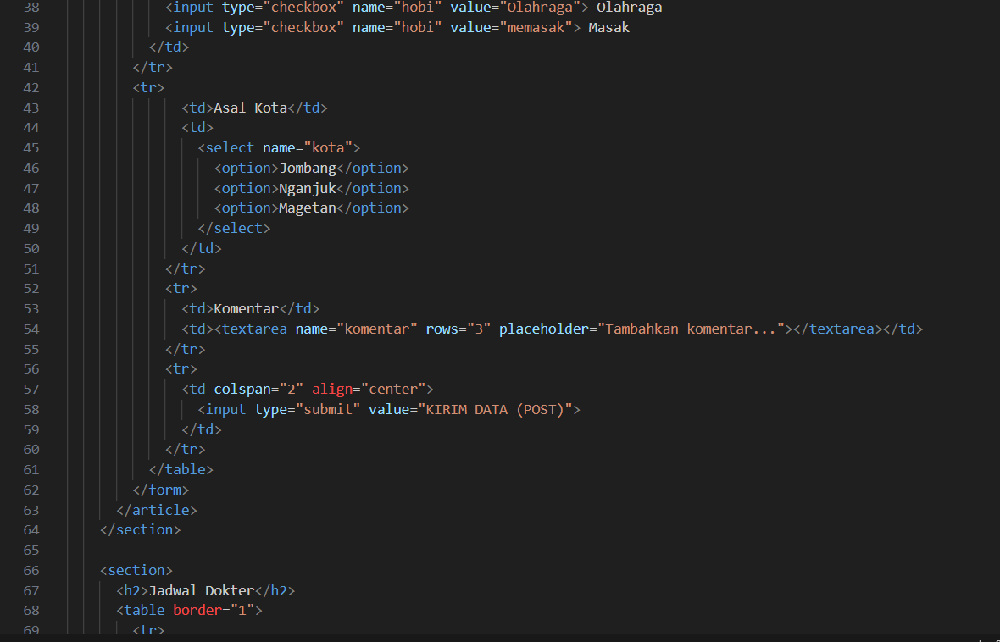 38 <input type="checkbox" name="hobi" value="Olahraga"> Olahraga
39 <input type="checkbox" name="hobi" value="memasak"> Masak
40 </td>
41 </tr>
42 <tr>
43 <td>Asal Kota</td>
44 <td>
45 <select name="kota">
46 <option>Jombang</option>
47 <option>Nganjuk</option>
48 <option>Magetan</option>
49 </select>
50 </td>
51 </tr>
52 <tr>
53 <td>Komentar</td>
54 <td><textarea name="komentar" rows="3" placeholder="Tambahkan komentar..."></textarea></td>
55 </tr>
56 <tr>
57 <td colspan="2" align="center">
58 <input type="submit" value="KIRIM DATA (POST)">
59 </td>
60 </tr>
61 </table>
62 </form>
63 </article>
64 </section>
65
66 <section>
67 <h2>Jadwal Dokter</h2>
68 <table border="1">
69 <tr>